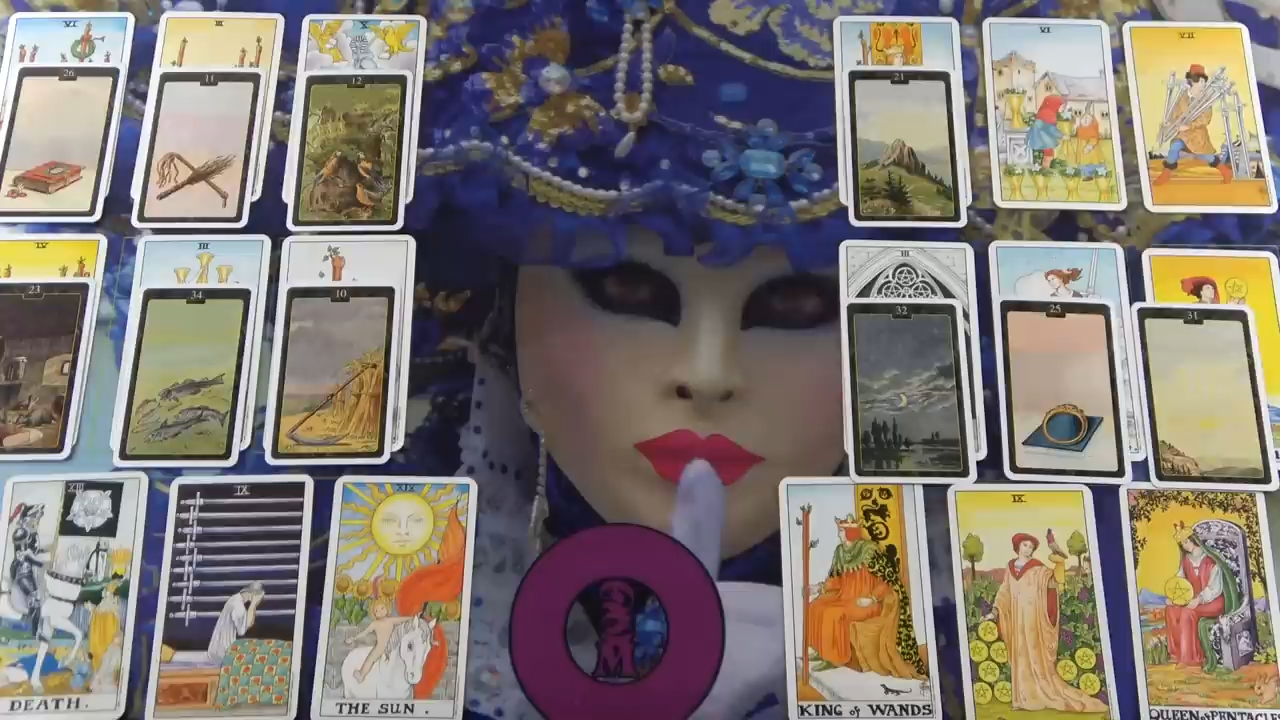 VI
III
X
VI
VII
26
11
12
21
IV
III
III
23
34
10
32
25
31
XIII
IX
XIX
IX
DEATH.
THE SUN .
KING of WANDS
QUEEN of PENTACLE